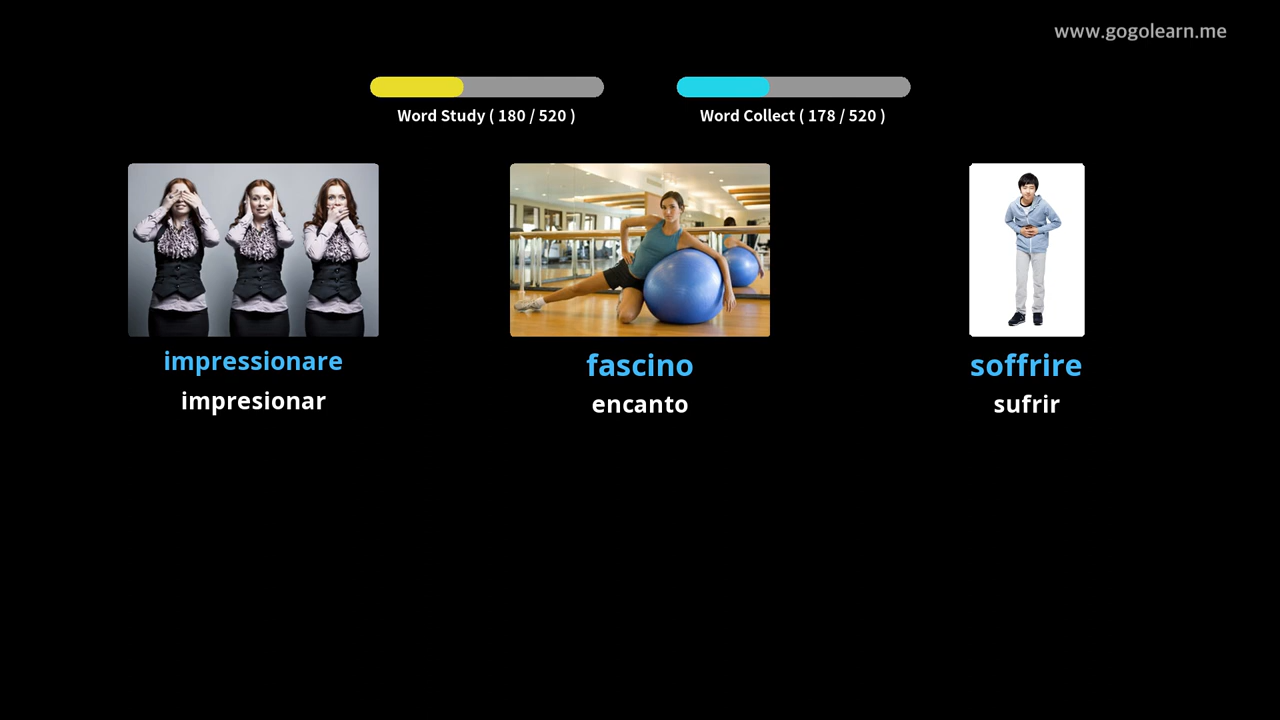 www.gogolearn.me
Word Study ( 180 / 520 )
Word Collect ( 178 / 520 )
impressionare
impresionar
fascino
encanto
soffrire
sufrir